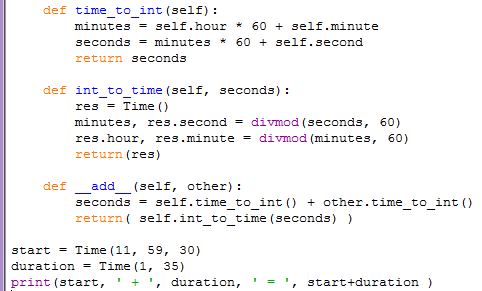 def time_to_int(self):
minutes = self.hour * 60 + self.minute
seconds = minutes * 60 + self.second
return seconds
def int_to_time(self, seconds):
res = Time()
minutes, res.second = divmod(seconds, 60)
res.hour, res.minute = divmod(minutes, 60)
return(res)
def __add__(self, other):
seconds = self.time_to_int() + other.time_to_int()
return( self.int_to_time(seconds) )
start = Time(11, 59, 30)
duration = Time(1, 35)
print(start, ' + ', duration, ' = ', start+duration )